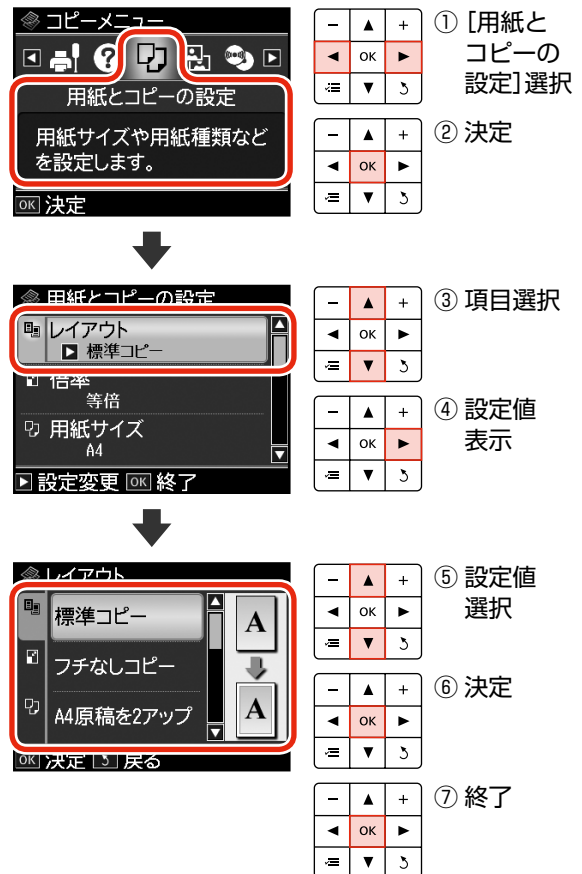 コピーメニュー
用紙とコピーの設定
用紙サイズや用紙種類など
を設定します。
OK 決定
− ▲ +
◀ OK ▶
▼
① [用紙と
コピーの
設定]選択
− ▲ +
◀ OK ▶
▼
② 決定
用紙とコピーの設定
レイアウト
▶ 標準コピー
倍率
等倍
用紙サイズ
A4
▶ 設定変更 OK 終了
− ▲ +
◀ OK ▶
▼
③ 項目選択
− ▲ +
◀ OK ▶
▼
④ 設定値
表示
レイアウト
標準コピー
フチなしコピー
A4原稿を2アップ
A
A
OK 決定 戻る
− ▲ +
◀ OK ▶
▼
⑤ 設定値
選択
− ▲ +
◀ OK ▶
▼
⑥ 決定
− ▲ +
◀ OK ▶
▼
⑦ 終了